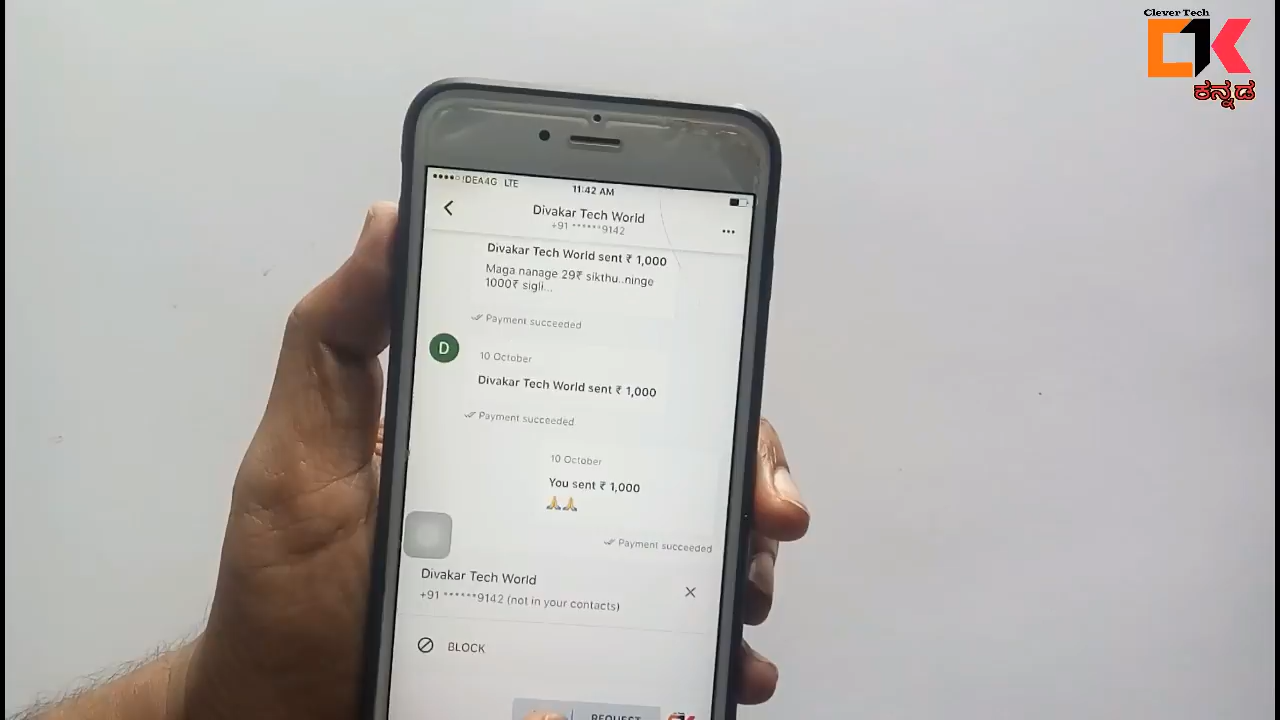 Clever Tech
CK
ಕನ್ನಡ
IDEA4G LTE
11:42 AM
Divakar Tech World
+91 ******9142
Divakar Tech World sent ₹ 1,000
Maga nanage 29₹ sikthu..ninge
1000₹ sigli...
Payment succeeded
D
10 October
Divakar Tech World sent ₹ 1,000
Payment succeeded
10 October
You sent ₹ 1,000
🙏🙏
Payment succeeded
Divakar Tech World
+91 ******9142 (not in your contacts)
BLOCK
REQUEST